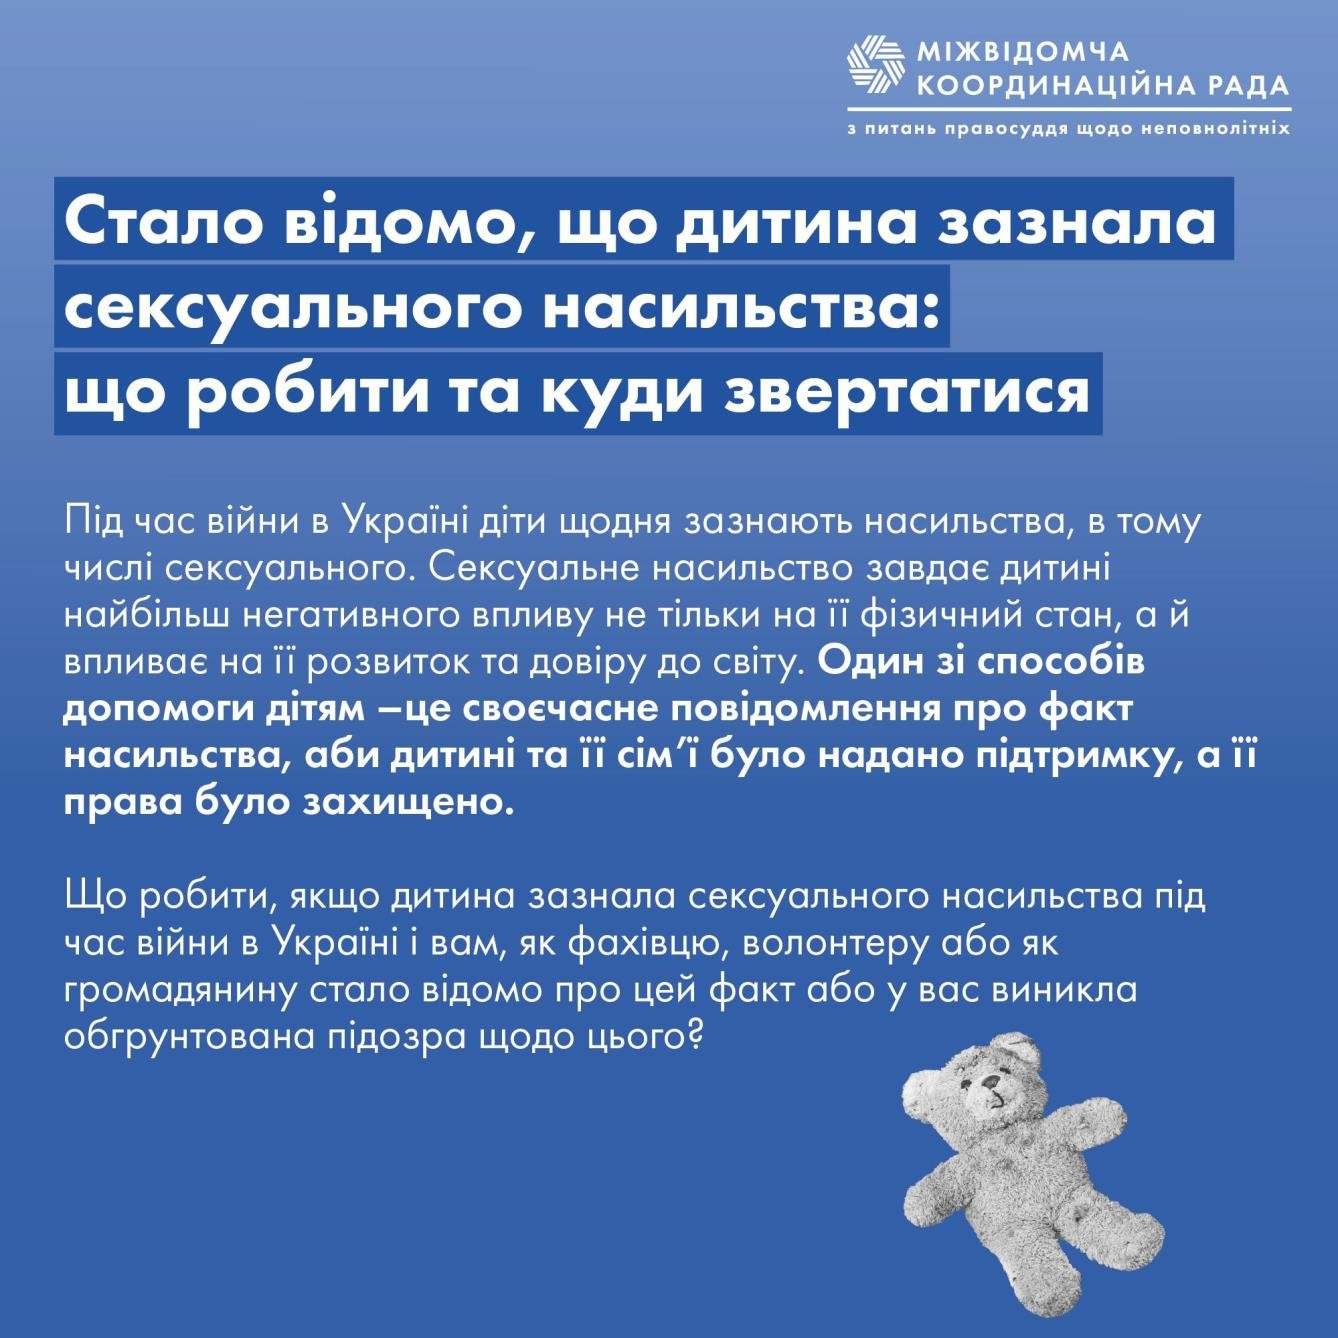 МІЖВІДОМЧА
КООРДИНАЦІЙНА РАДА
з питань правосуддя щодо неповнолітніх
Стало відомо, що дитина зазнала
сексуального насильства:
що робити та куди звертатися
Під час війни в Україні діти щодня зазнають насильства, в тому
числі сексуального. Сексуальне насильство завдає дитині
найбільш негативного впливу не тільки на її фізичний стан, а й
впливає на її розвиток та довіру до світу. Один зі способів
допомоги дітям –це своєчасне повідомлення про факт
насильства, аби дитині та її сім’ї було надано підтримку, а її
права було захищено.
Що робити, якщо дитина зазнала сексуального насильства під
час війни в Україні і вам, як фахівцю, волонтеру або як
громадянину стало відомо про цей факт або у вас виникла
обгрунтована підозра щодо цього?